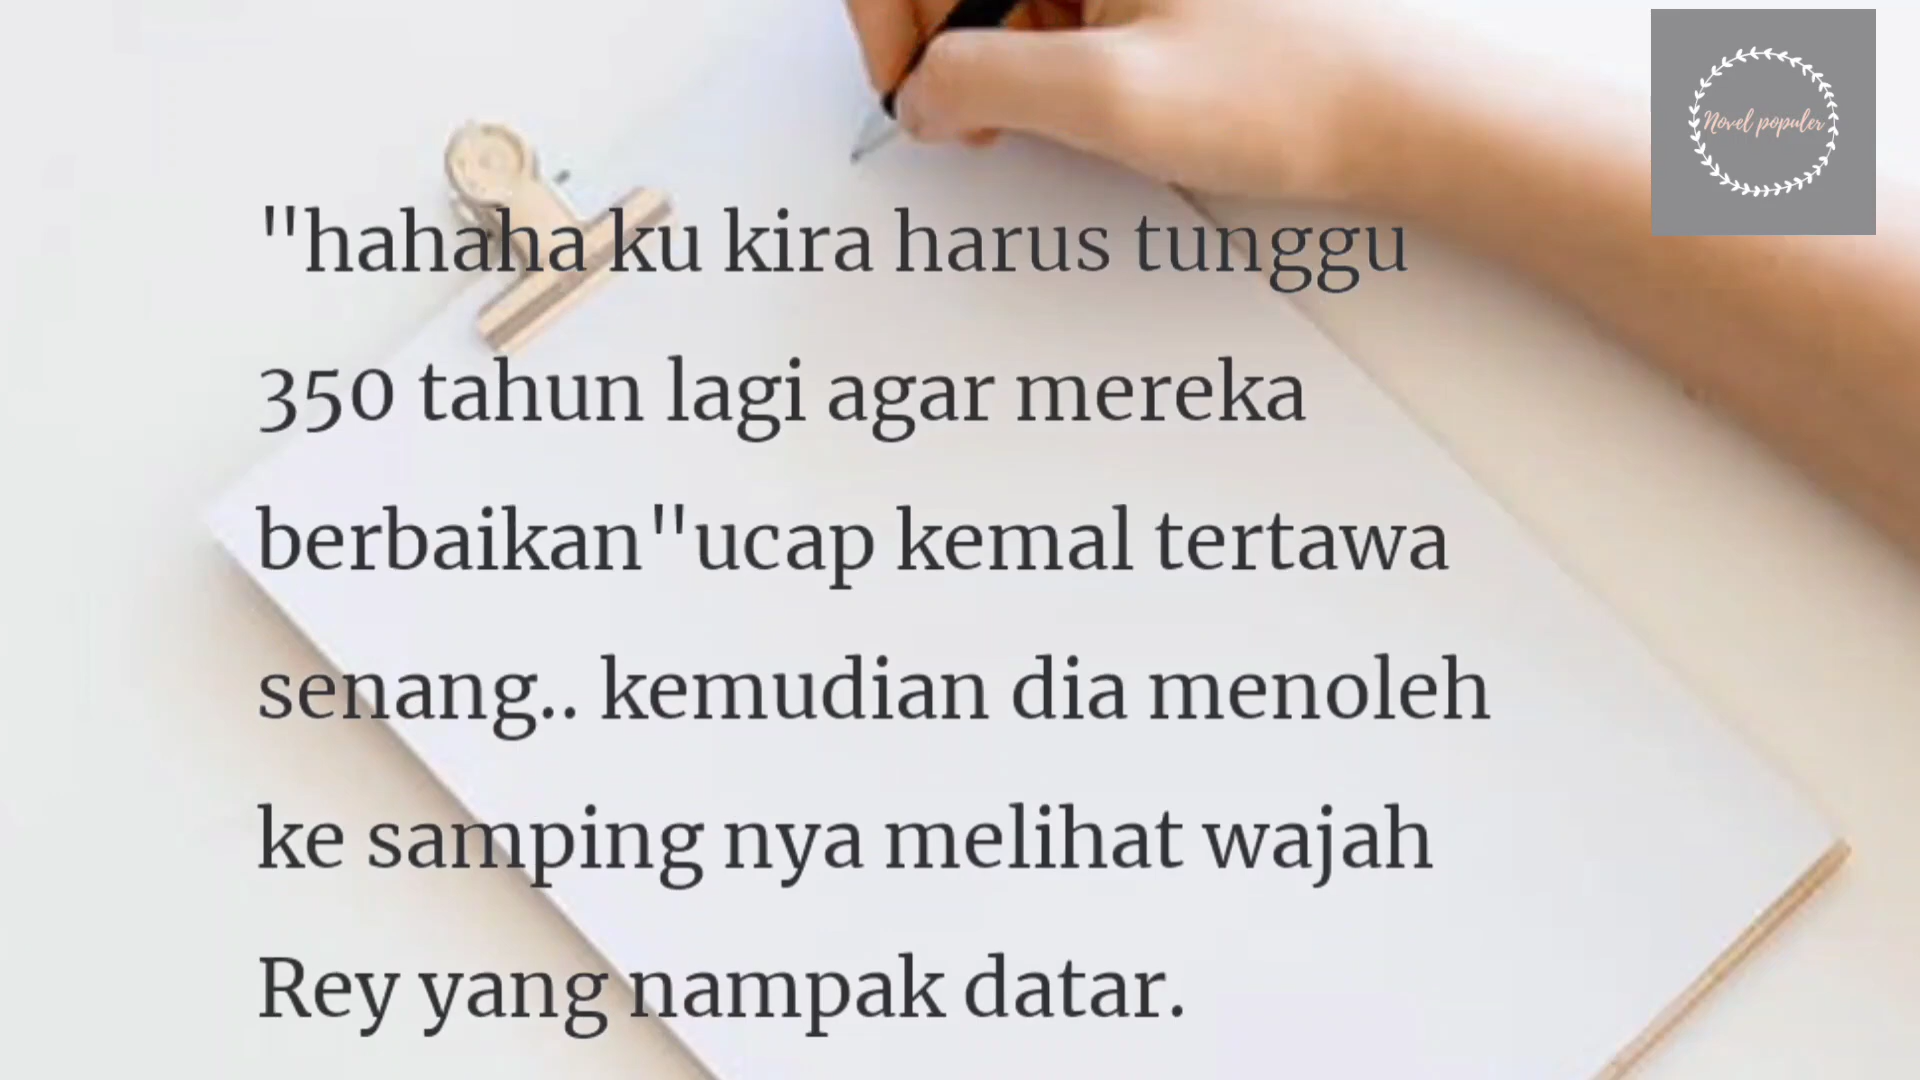 Novel populer
"hahaha ku kira harus tunggu
350 tahun lagi agar mereka
berbaikan"ucap kemal tertawa
senang.. kemudian dia menoleh
ke samping nya melihat wajah
Rey yang nampak datar.